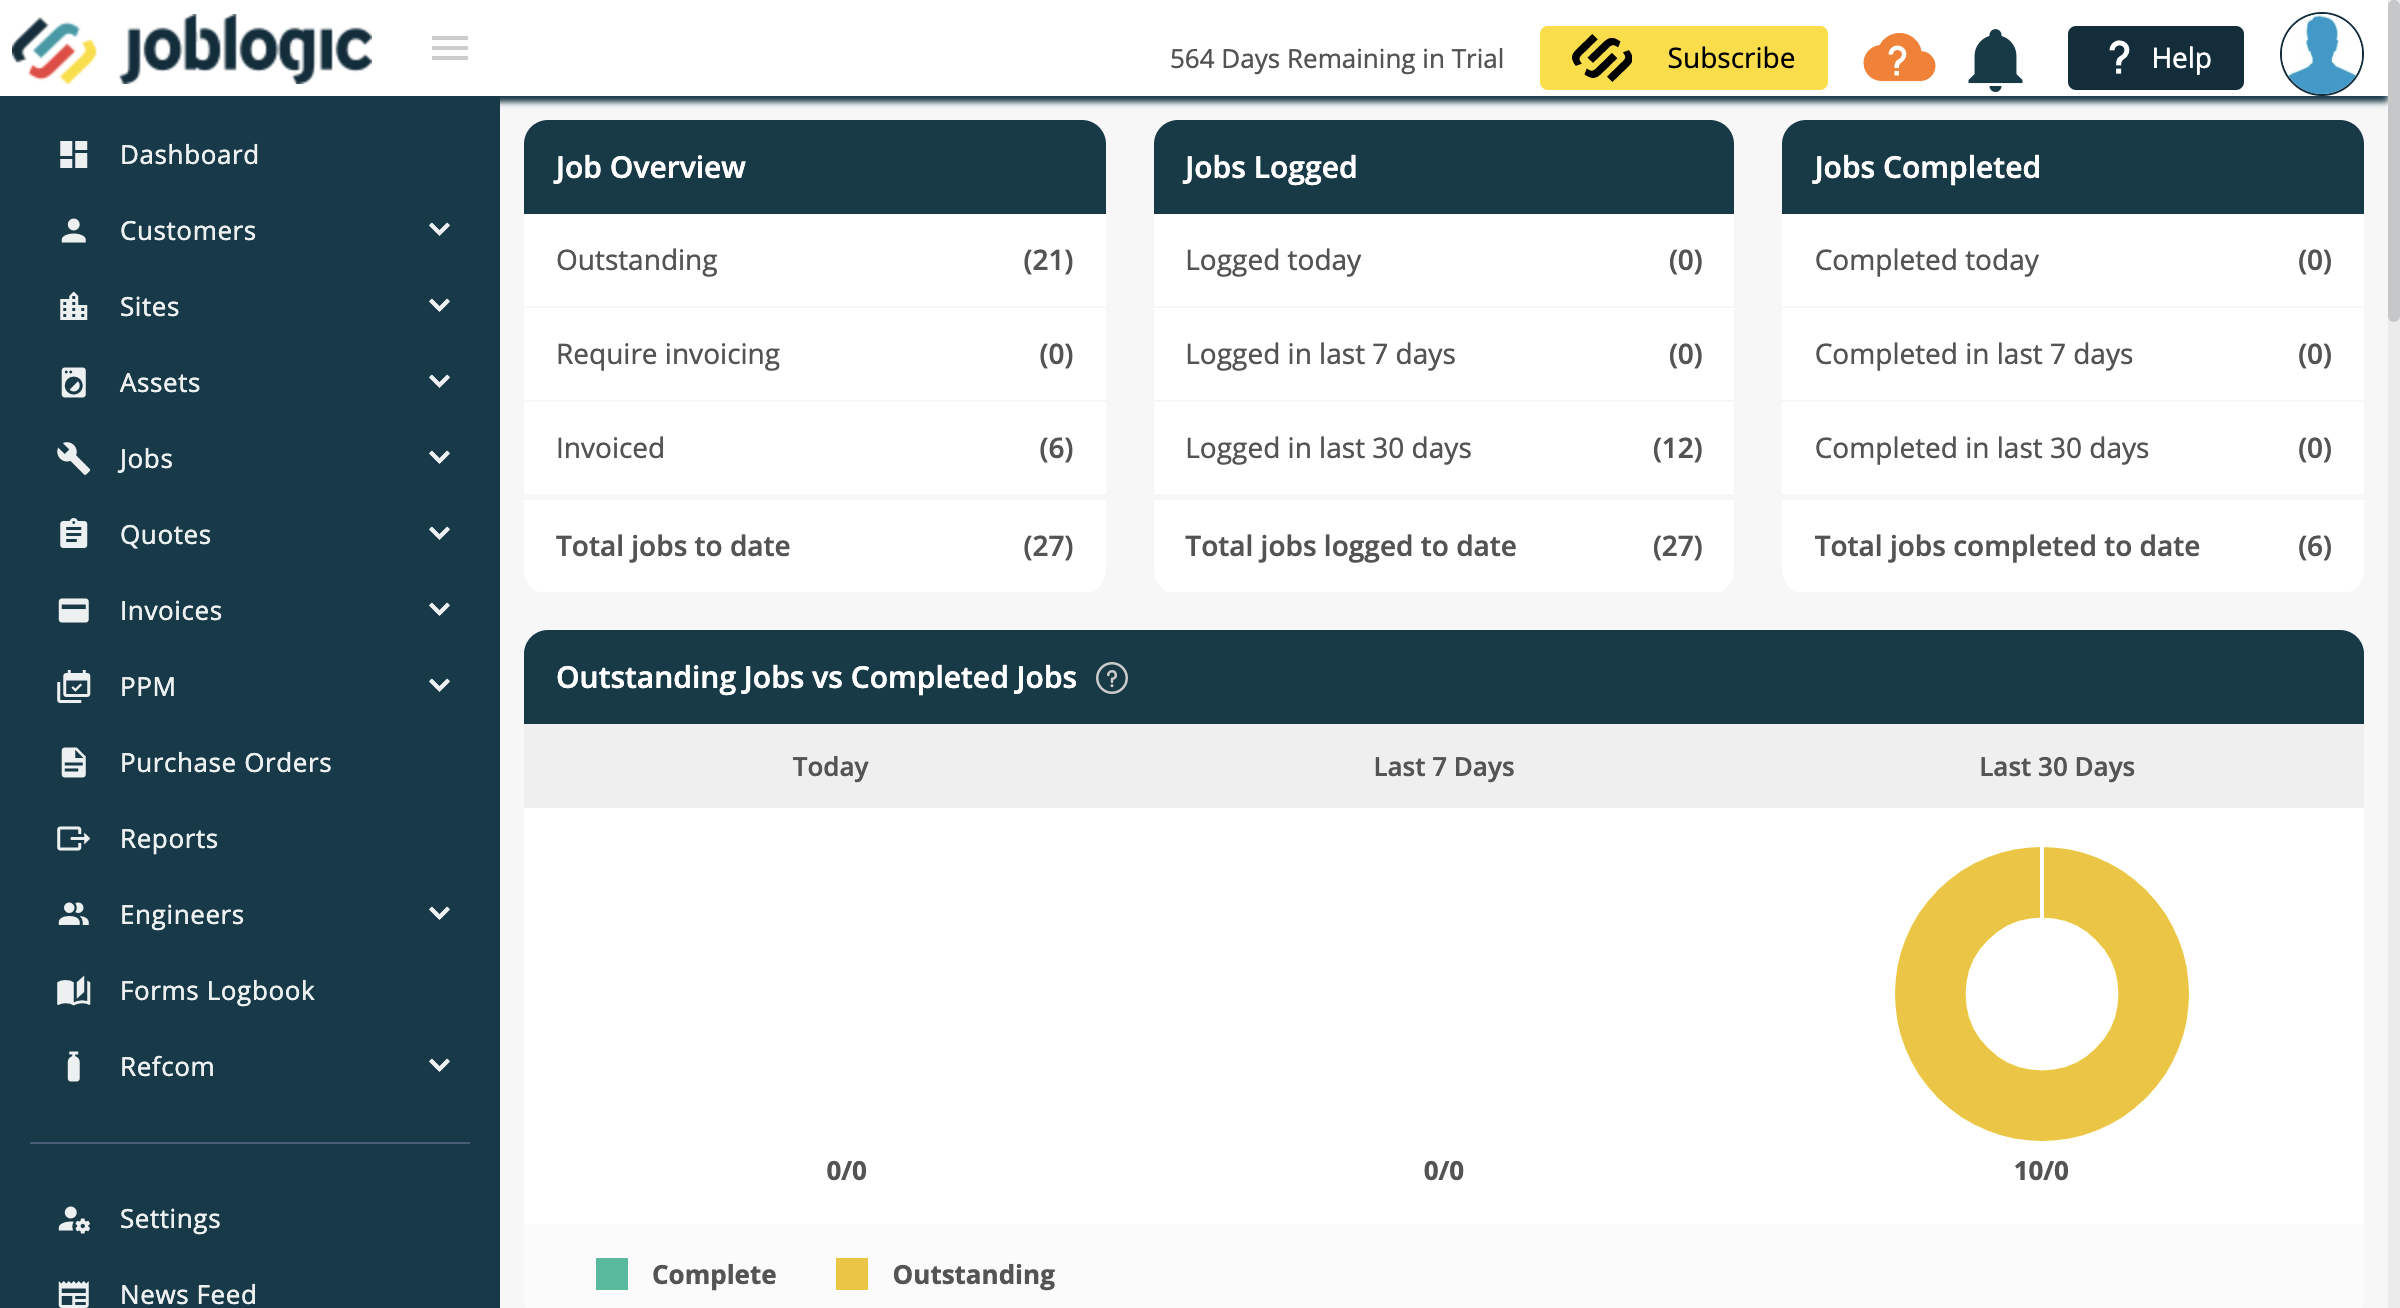 joblogic
564 Days Remaining in Trial
Subscribe
?
? Help
Dashboard
Customers
Sites
Assets
Jobs
Quotes
Invoices
PPM
Purchase Orders
Reports
Engineers
Forms Logbook
Refcom
Settings
News Feed
Job Overview
Outstanding (21)
Require invoicing (0)
Invoiced (6)
Total jobs to date (27)
Jobs Logged
Logged today (0)
Logged in last 7 days (0)
Logged in last 30 days (12)
Total jobs logged to date (27)
Jobs Completed
Completed today (0)
Completed in last 7 days (0)
Completed in last 30 days (0)
Total jobs completed to date (6)
Outstanding Jobs vs Completed Jobs ?
Today Last 7 Days Last 30 Days
0/0 0/0 10/0
Complete Outstanding